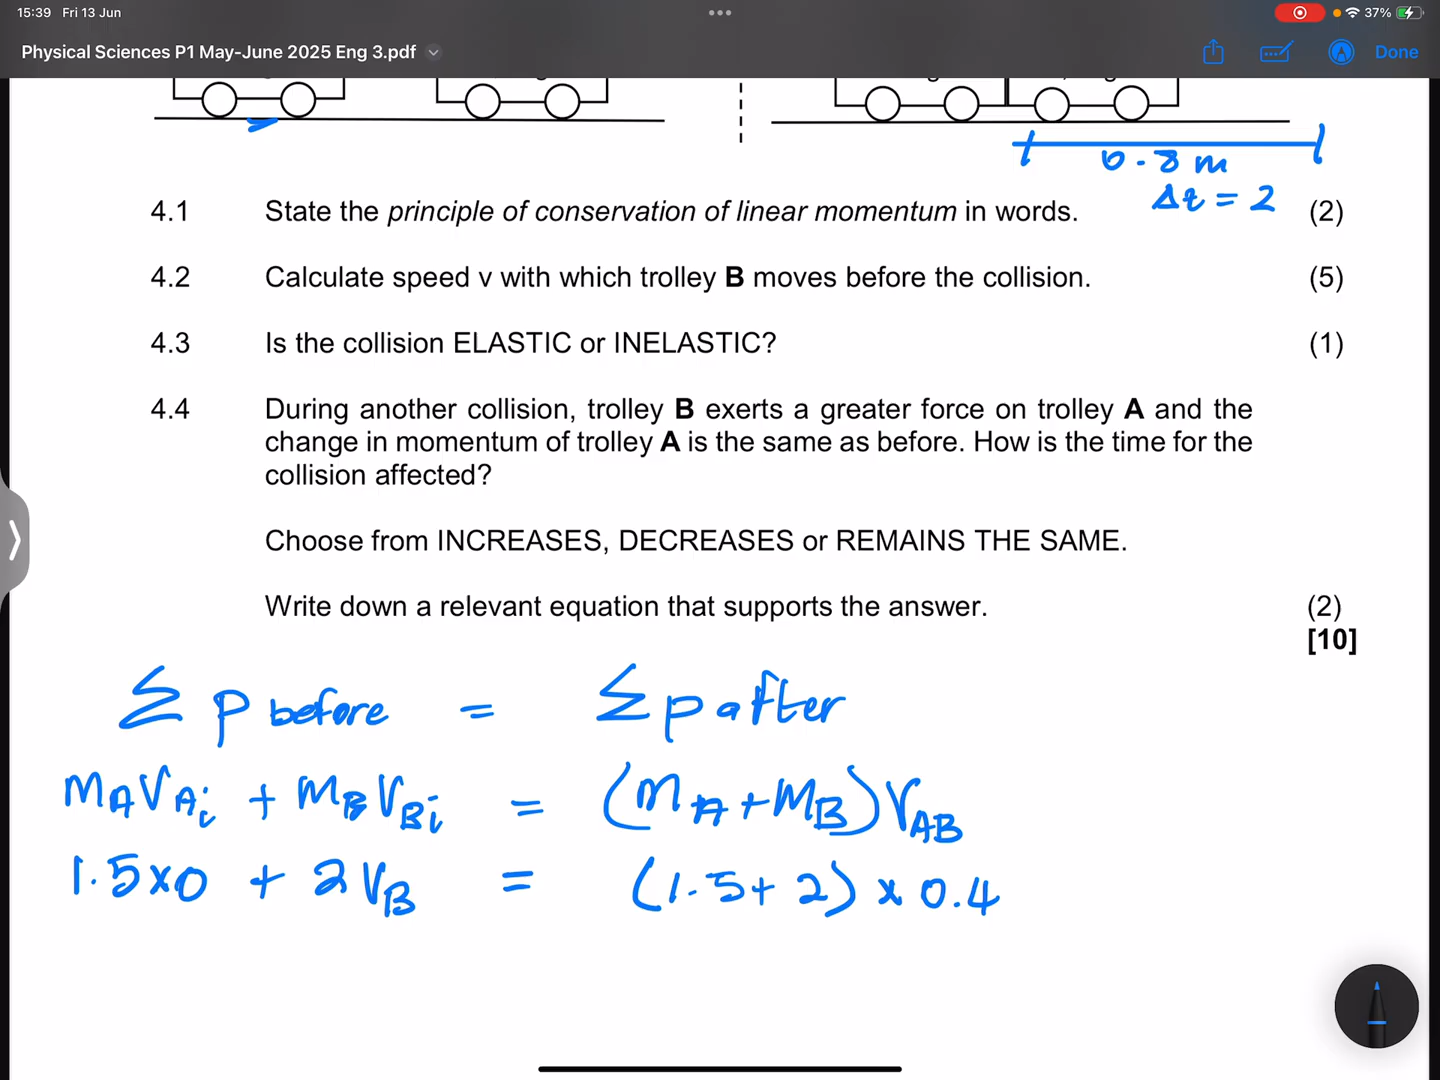 15:39 Fri 13 Jun
37%
Physical Sciences P1 May-June 2025 Eng 3.pdf
Done
0.8 m
Δt = 2
4.1 State the principle of conservation of linear momentum in words. (2)
4.2 Calculate speed v with which trolley B moves before the collision. (5)
4.3 Is the collision ELASTIC or INELASTIC? (1)
4.4 During another collision, trolley B exerts a greater force on trolley A and the
change in momentum of trolley A is the same as before. How is the time for the
collision affected?
Choose from INCREASES, DECREASES or REMAINS THE SAME.
Write down a relevant equation that supports the answer. (2)
[10]
Σ p before = Σ p after
mAvAi + mBvBi = (mA + mB) vAB
1.5x0 + 2vB = (1.5 + 2) x 0.4